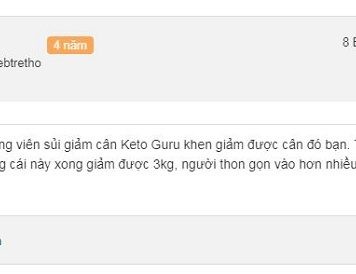 4 năm
8
ebtretho
ng viên sủi giảm cân Keto Guru khen giảm được cân đó bạn.
g cái này xong giảm được 3kg, người thon gọn vào hơn nhiều